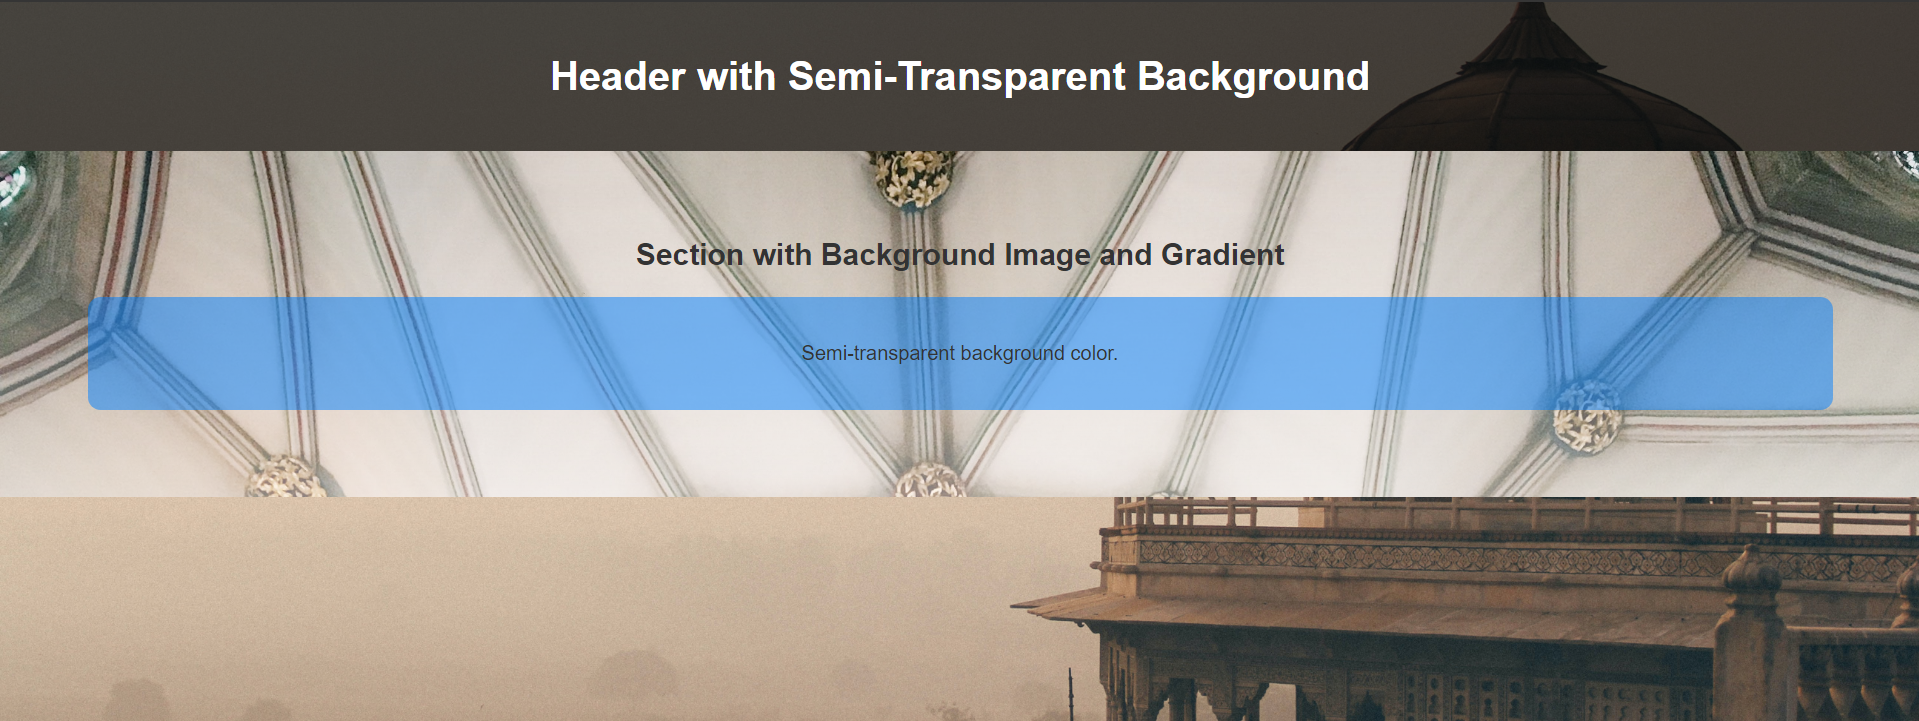 Header with Semi-Transparent Background
Section with Background Image and Gradient
Semi-transparent background color.